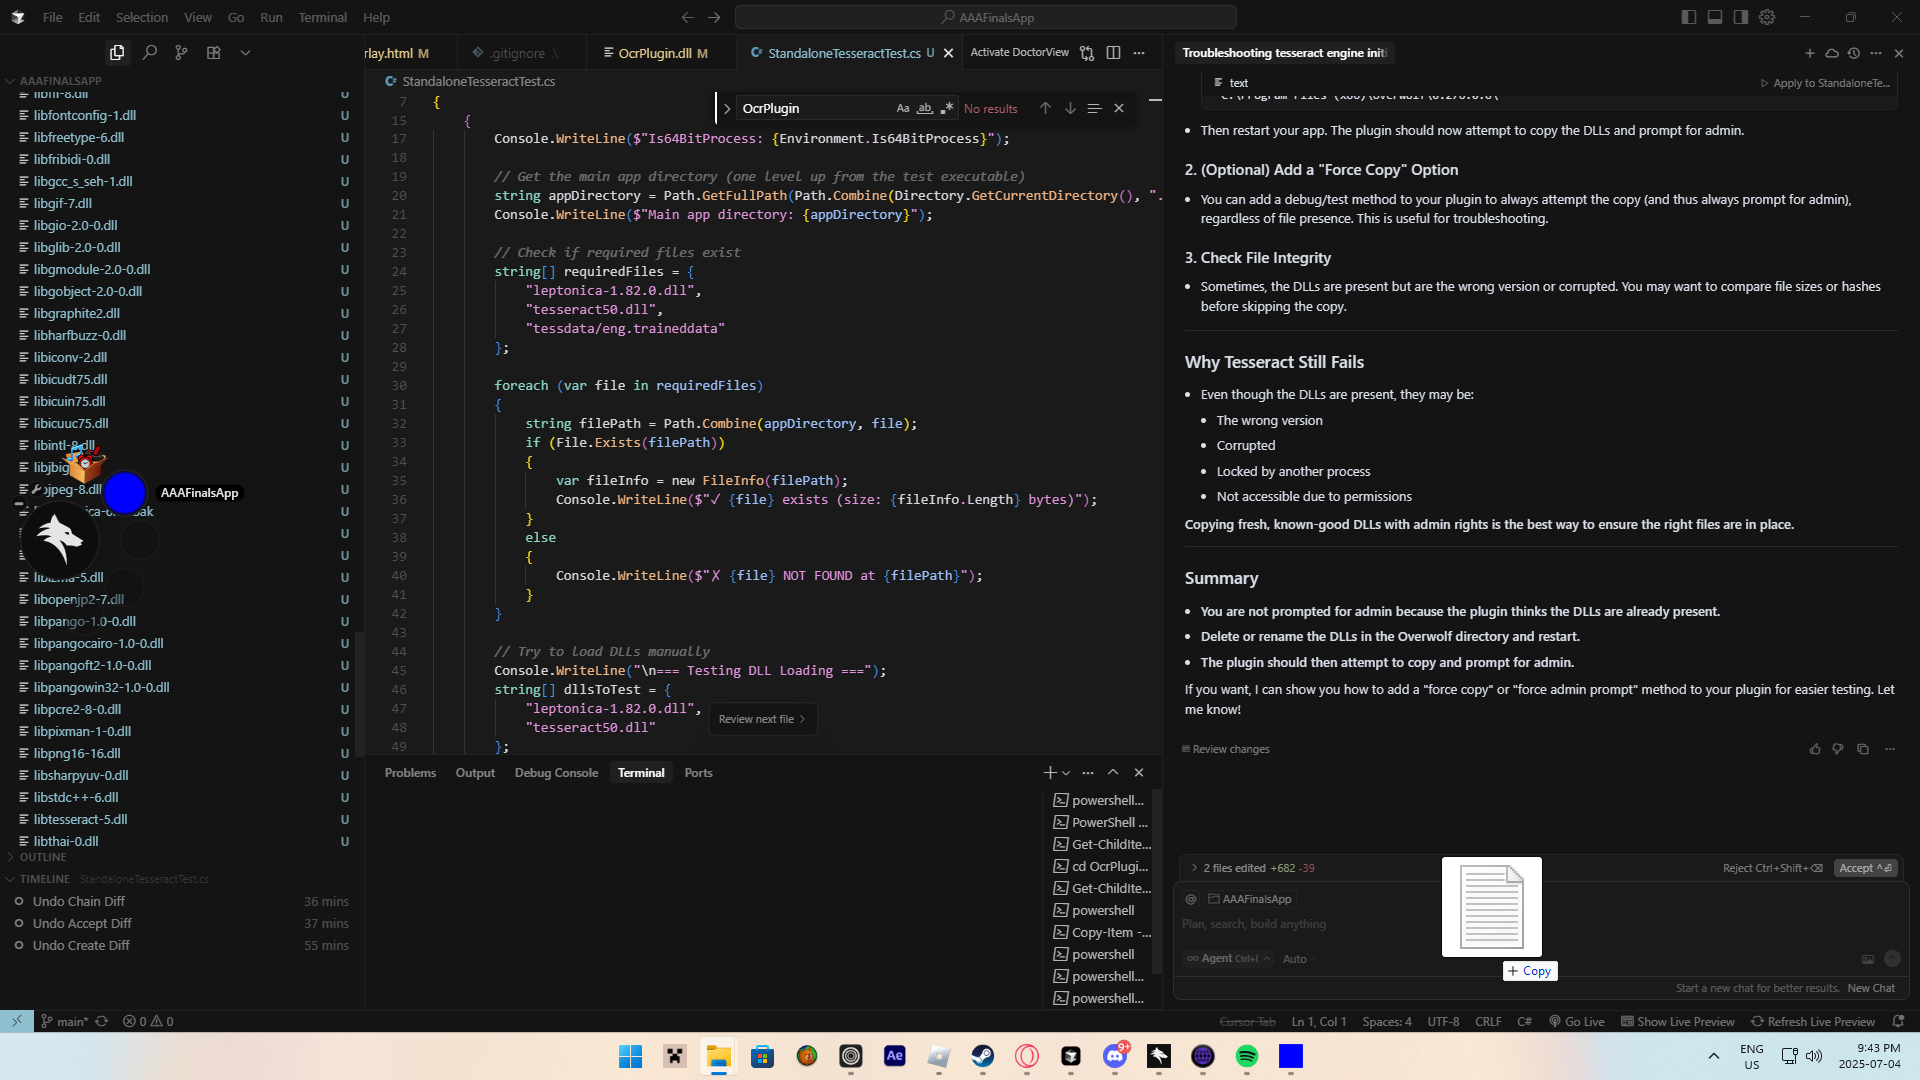 File Edit Selection View Go Run Terminal Help
AAAFinalsApp
AAAFINALSAPP
libffi-8.dll U
libfontconfig-1.dll U
libfreetype-6.dll U
libfribidi-0.dll U
libgcc_s_seh-1.dll U
libgif-7.dll U
libgio-2.0-0.dll U
libglib-2.0-0.dll U
libgmodule-2.0-0.dll U
libgobject-2.0-0.dll U
libgraphite2.dll U
libharfbuzz-0.dll U
libiconv-2.dll U
libicudt75.dll U
libicuin75.dll U
libicuuc75.dll U
libintl-8.dll U
libjbig U
jpeg-8.dll U
AAAFinalsApp
U
U
U
liblzma-5.dll U
libopenjp2-7.dll U
libpango-1.0-0.dll U
libpangocairo-1.0-0.dll U
libpangoft2-1.0-0.dll U
libpangowin32-1.0-0.dll U
libpcre2-8-0.dll U
libpixman-1-0.dll U
libpng16-16.dll U
libsharpyuv-0.dll U
libstdc++-6.dll U
libtesseract-5.dll U
libthai-0.dll U
OUTLINE
TIMELINE StandaloneTesseractTest.cs
Undo Chain Diff 36 mins
Undo Accept Diff 37 mins
Undo Create Diff 55 mins
rlay.html M
.gitignore
OcrPlugin.dll M
StandaloneTesseractTest.cs U
Activate DoctorView
StandaloneTesseractTest.cs
OcrPlugin Aa ab No results
7 {
15 {
17 Console.WriteLine($"Is64BitProcess: {Environment.Is64BitProcess}");
18
19 // Get the main app directory (one level up from the test executable)
20 string appDirectory = Path.GetFullPath(Path.Combine(Directory.GetCurrentDirectory(), ".
21 Console.WriteLine($"Main app directory: {appDirectory}");
22
23 // Check if required files exist
24 string[] requiredFiles = {
25 "leptonica-1.82.0.dll",
26 "tesseract50.dll",
27 "tessdata/eng.traineddata"
28 };
29
30 foreach (var file in requiredFiles)
31 {
32 string filePath = Path.Combine(appDirectory, file);
33 if (File.Exists(filePath))
34 {
35 var fileInfo = new FileInfo(filePath);
36 Console.WriteLine($"✓ {file} exists (size: {fileInfo.Length} bytes)");
37 }
38 else
39 {
40 Console.WriteLine($"✗ {file} NOT FOUND at {filePath}");
41 }
42 }
43
44 // Try to load DLLs manually
45 Console.WriteLine("\n=== Testing DLL Loading ===");
46 string[] dllsToTest = {
47 "leptonica-1.82.0.dll",
48 "tesseract50.dll"
49 };
Review next file
Problems Output Debug Console Terminal Ports
powershell...
PowerShell ...
Get-ChildIte...
cd OcrPlugi...
Get-ChildIte...
powershell
Copy-Item -...
powershell
powershell...
powershell...
Troubleshooting tesseract engine initi
text
Apply to StandaloneTe...
C:\Program Files (x86)\Overwolf\0.276.0.8\
• Then restart your app. The plugin should now attempt to copy the DLLs and prompt for admin.
2. (Optional) Add a "Force Copy" Option
• You can add a debug/test method to your plugin to always attempt the copy (and thus always prompt for admin),
regardless of file presence. This is useful for troubleshooting.
3. Check File Integrity
• Sometimes, the DLLs are present but are the wrong version or corrupted. You may want to compare file sizes or hashes
before skipping the copy.
Why Tesseract Still Fails
• Even though the DLLs are present, they may be:
• The wrong version
• Corrupted
• Locked by another process
• Not accessible due to permissions
Copying fresh, known-good DLLs with admin rights is the best way to ensure the right files are in place.
Summary
• You are not prompted for admin because the plugin thinks the DLLs are already present.
• Delete or rename the DLLs in the Overwolf directory and restart.
• The plugin should then attempt to copy and prompt for admin.
If you want, I can show you how to add a "force copy" or "force admin prompt" method to your plugin for easier testing. Let
me know!
Review changes
2 files edited +682 -39
Reject Ctrl+Shift+⌫ Accept ^⏎
@ AAAFinalsApp
Plan, search, build anything
Agent Ctrl+I Auto
+ Copy
Start a new chat for better results. New Chat
main* 0 0
Cursor Tab Ln 1, Col 1 Spaces: 4 UTF-8 CRLF C# Go Live Show Live Preview Refresh Live Preview
Ae
9+
ENG
US
9:43 PM
2025-07-04